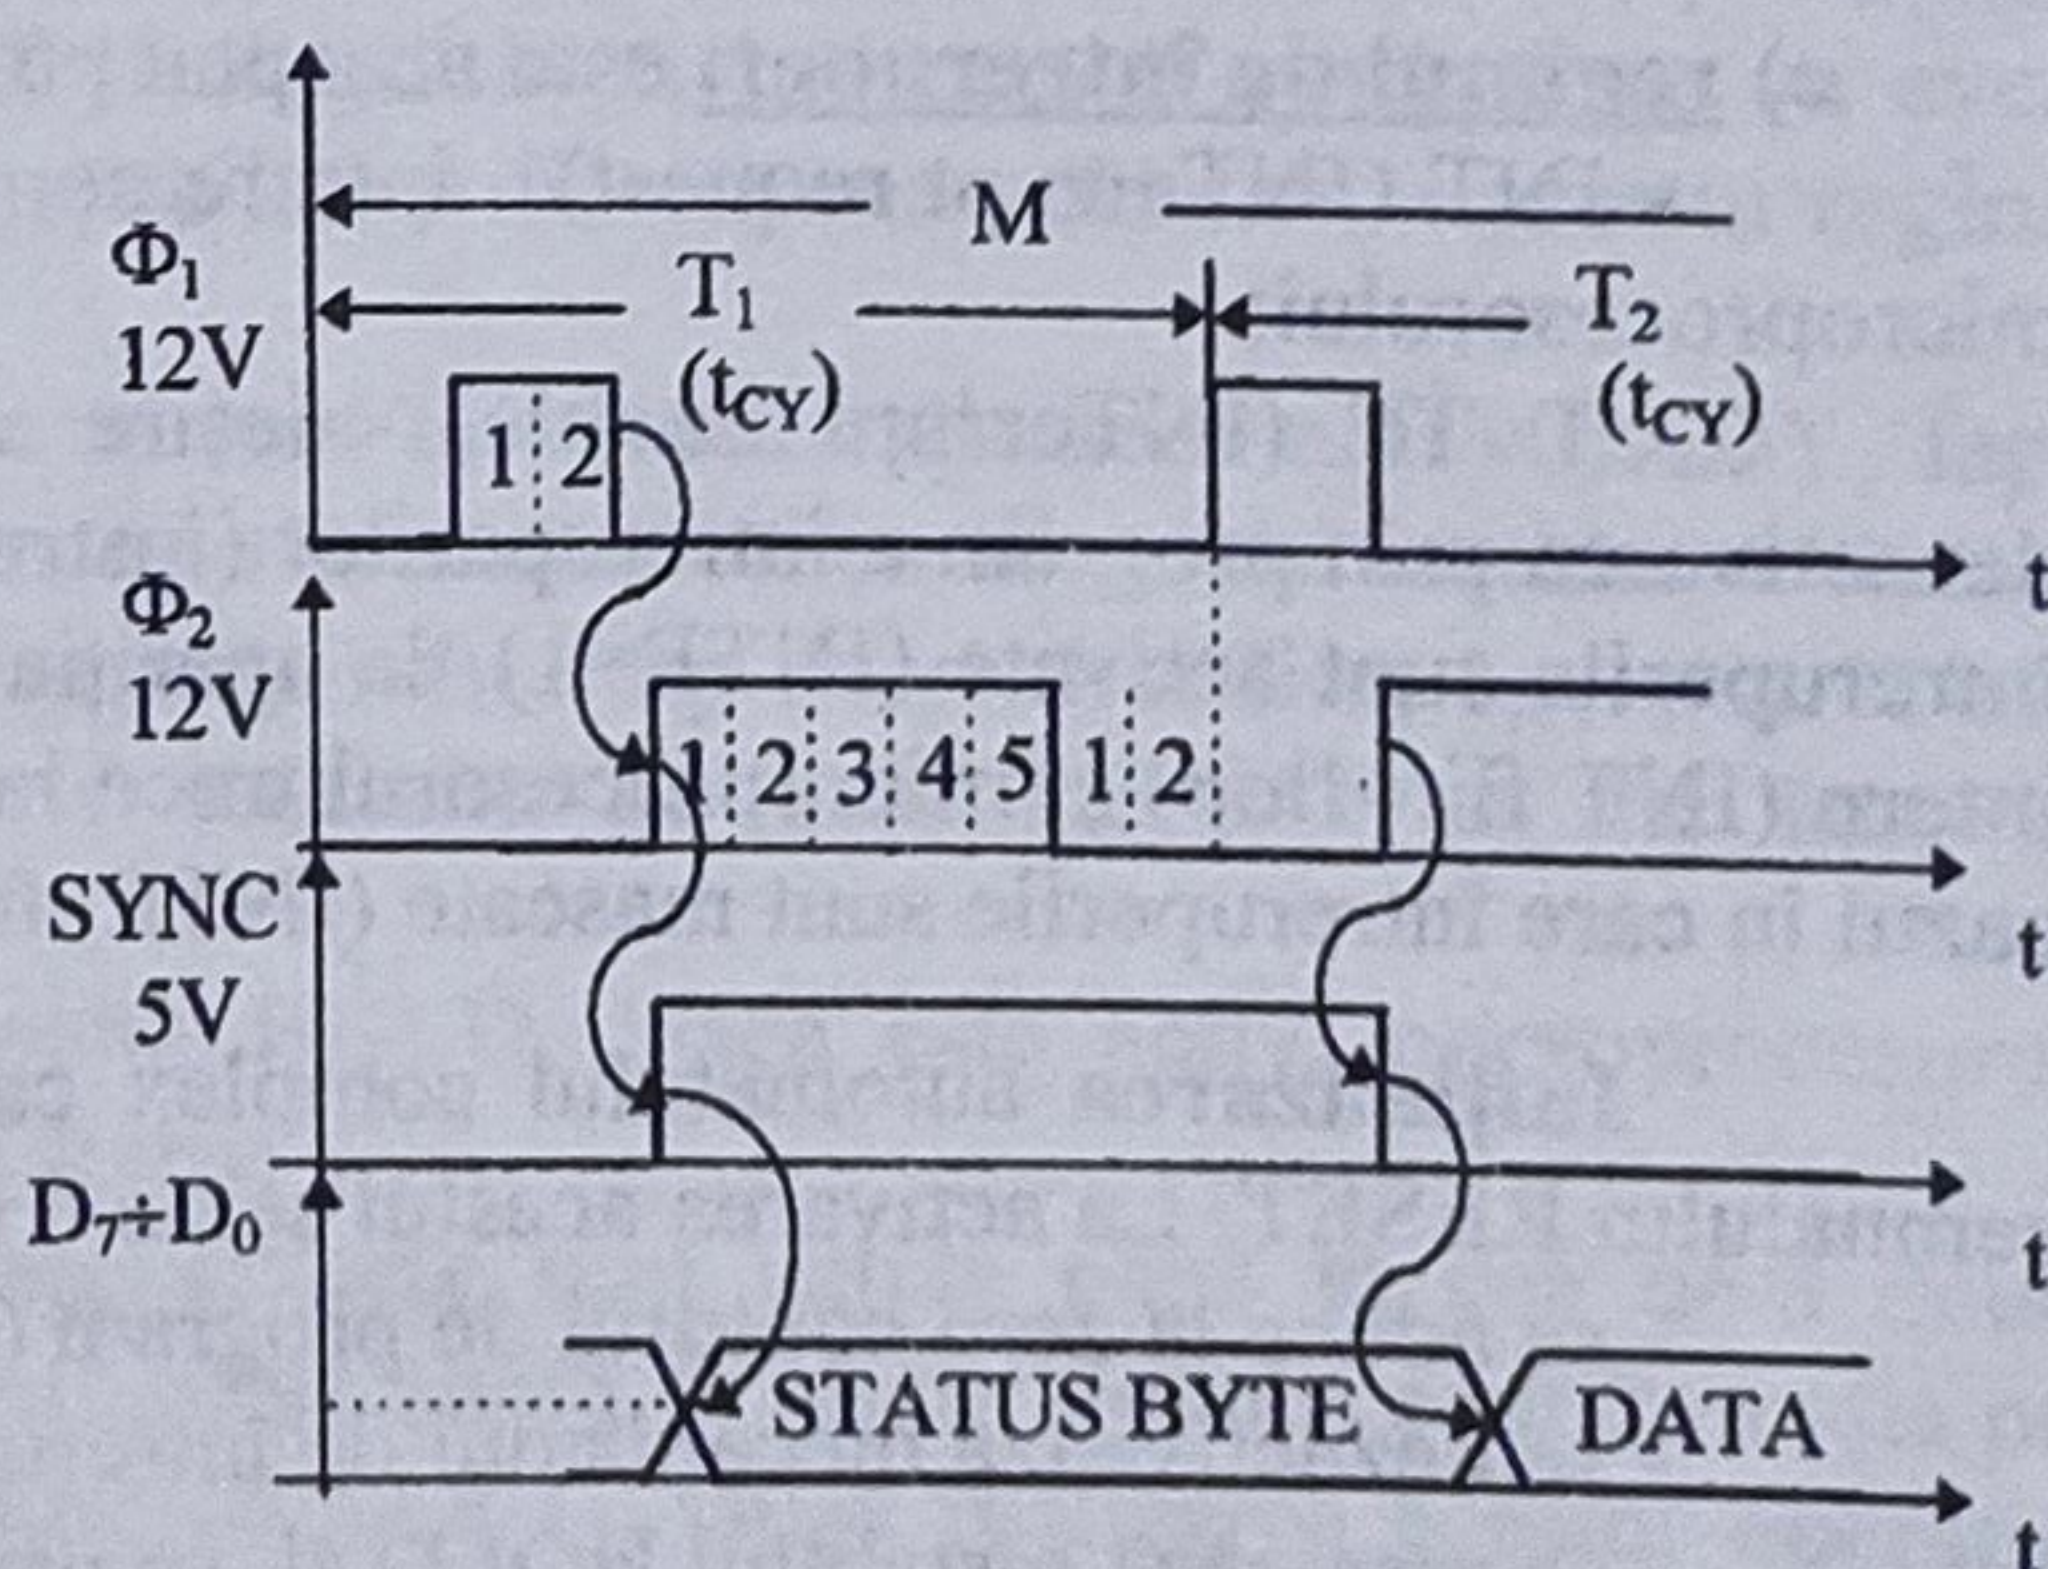 M
Φ₁ T₁ T₂
12V (tCY) (tCY)
1 2
t
Φ₂
12V
1 2 3 4 5 1 2
SYNC
t
5V
D₇÷D₀
t
STATUS BYTE DATA
t